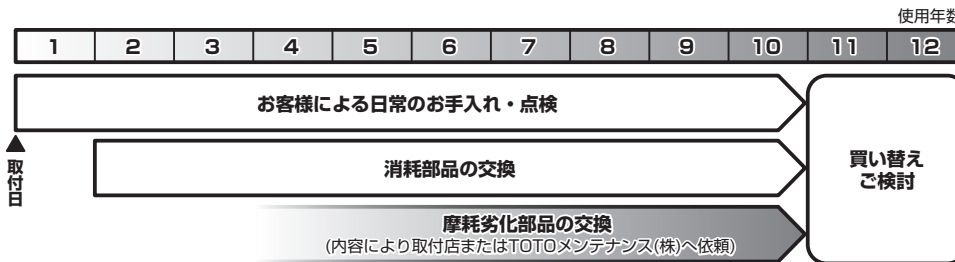 使用年数
1 2 3 4 5 6 7 8 9 10 11 12
お客様による日常のお手入れ・点検
取付日
消耗部品の交換
買い替え
ご検討
摩耗劣化部品の交換
(内容により取付店またはTOTOメンテナンス(株)へ依頼)